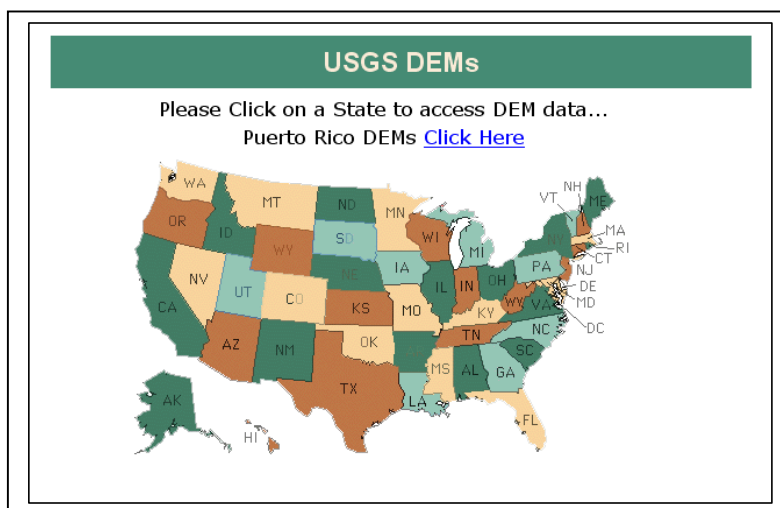 USGS DEMs
Please Click on a State to access DEM data...
Puerto Rico DEMs Click Here
WA
MT
ND
MN
OR
ID
WY
SD
WI
MI
VT
NH
ME
NY
MA
RI
CT
NV
UT
CO
NE
IA
IL
IN
OH
PA
NJ
DE
MD
DC
CA
KS
MO
KY
WV
VA
AZ
NM
OK
TN
NC
SC
TX
LA
MS
AL
GA
FL
AK
HI